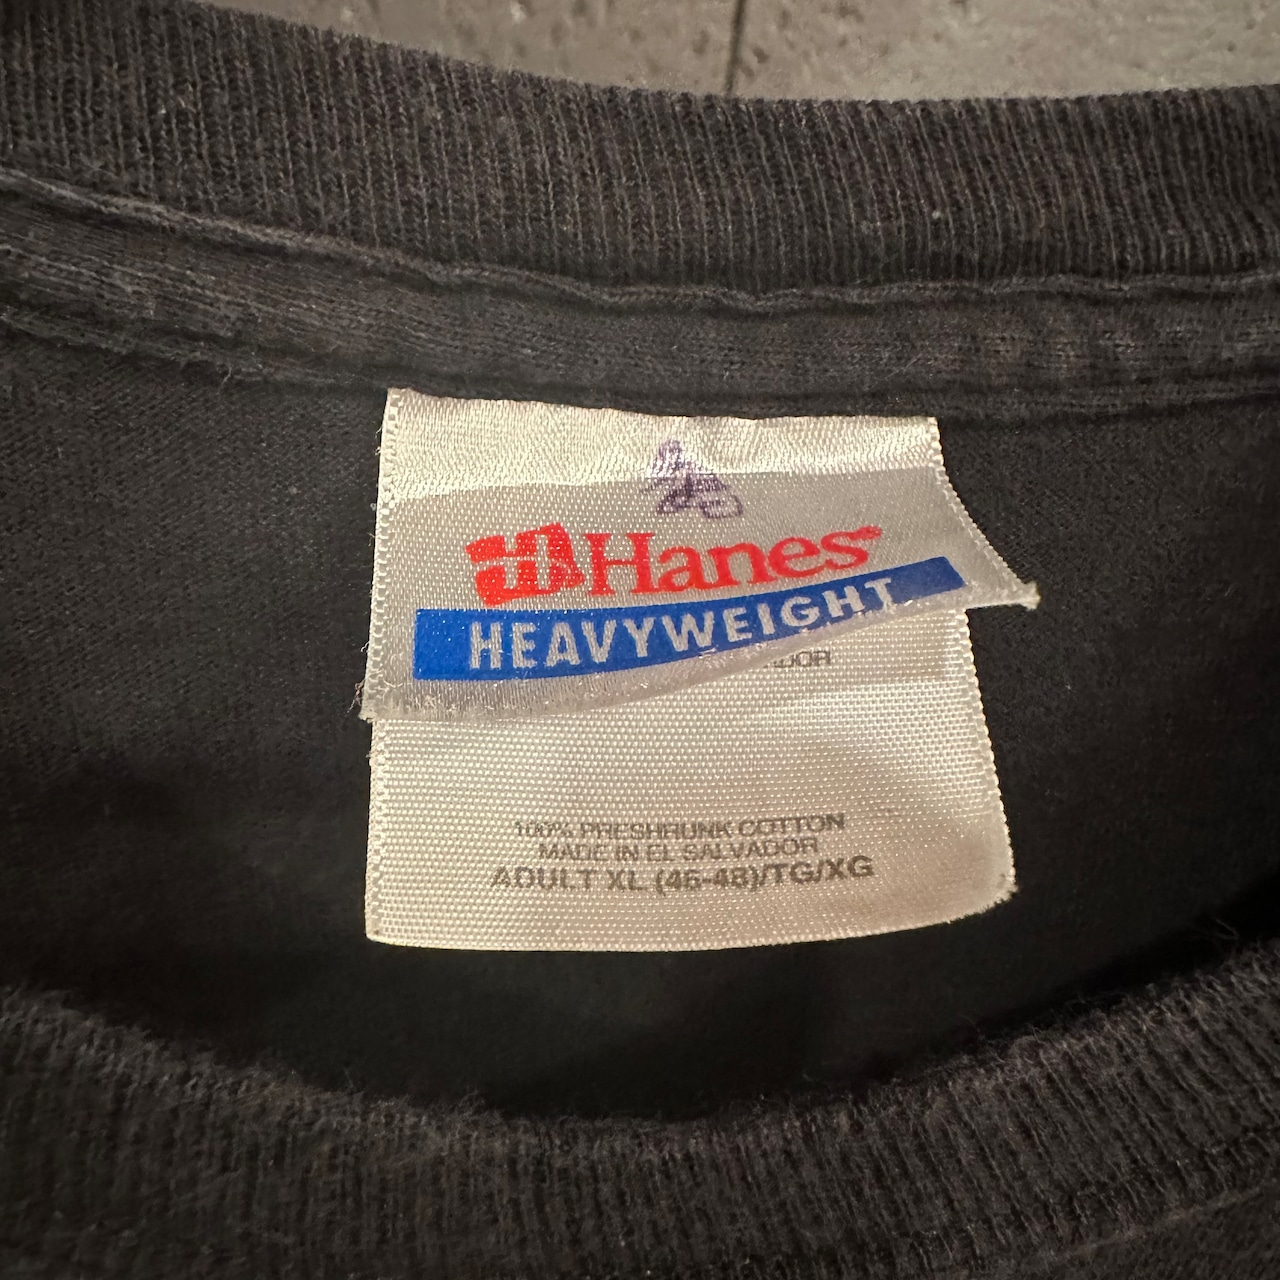 Hanes®
HEAVYWEIGHT
100% PRESHRUNK COTTON
MADE IN EL SALVADOR
ADULT XL (46-48)/TG/XG